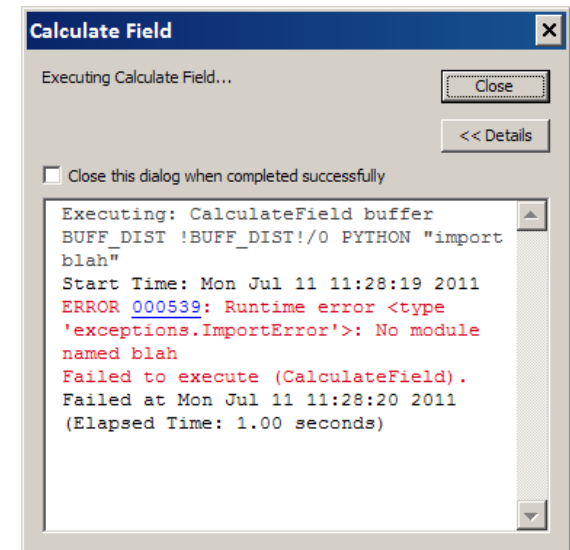 Calculate Field
Executing Calculate Field...
Close
<< Details
Close this dialog when completed successfully
Executing: CalculateField buffer
BUFF_DIST !BUFF_DIST!/0 PYTHON "import
blah"
Start Time: Mon Jul 11 11:28:19 2011
ERROR 000539: Runtime error <type
'exceptions.ImportError'>: No module
named blah
Failed to execute (CalculateField).
Failed at Mon Jul 11 11:28:20 2011
(Elapsed Time: 1.00 seconds)